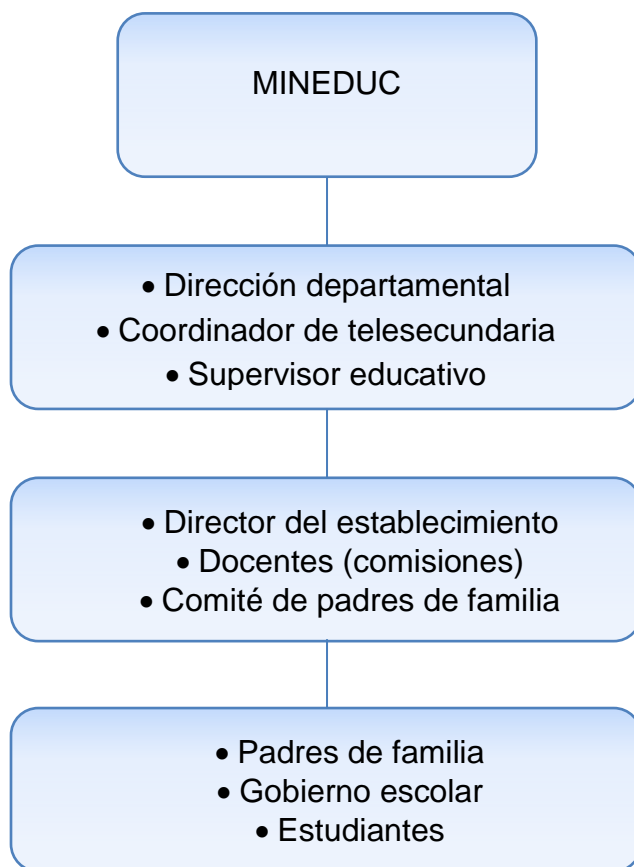 MINEDUC
• Dirección departamental
• Coordinador de telesecundaria
• Supervisor educativo
• Director del establecimiento
• Docentes (comisiones)
• Comité de padres de familia
• Padres de familia
• Gobierno escolar
• Estudiantes